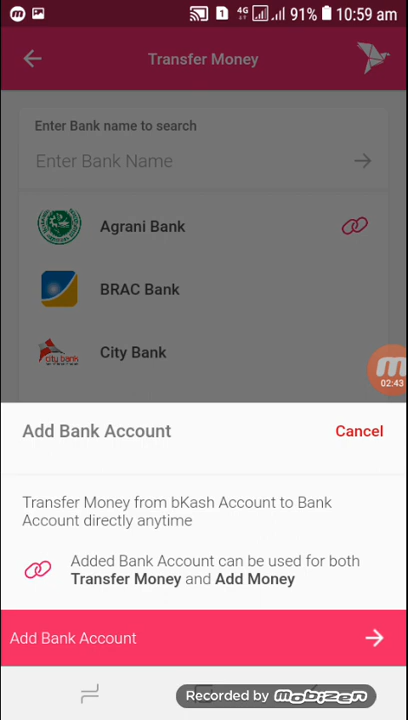 1 4G 91% 10:59 am
Transfer Money
Enter Bank name to search
Enter Bank Name
Agrani Bank
BRAC Bank
city bank
City Bank
02:43
Add Bank Account
Cancel
Transfer Money from bKash Account to Bank
Account directly anytime
Added Bank Account can be used for both
Transfer Money and Add Money
Add Bank Account
Recorded by mobizen